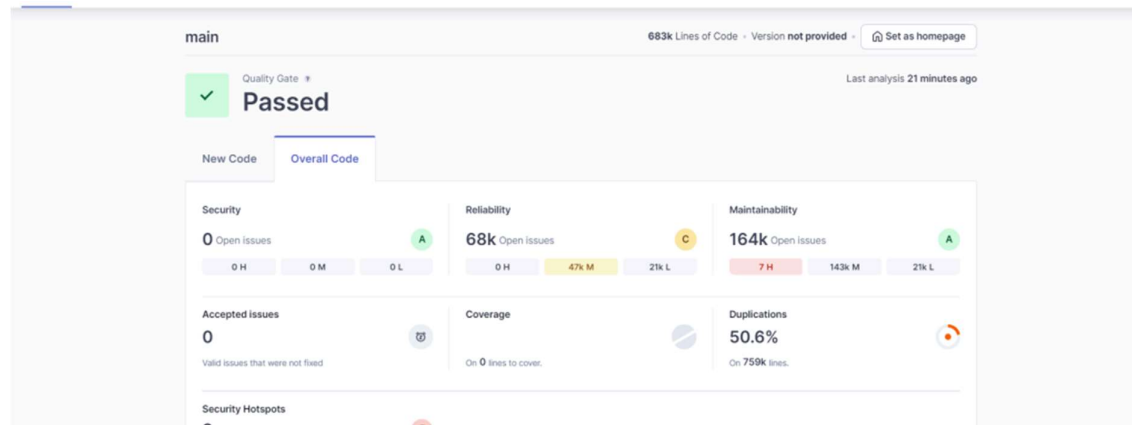 main
683k Lines of Code • Version not provided • Set as homepage
Quality Gate
Last analysis 21 minutes ago
Passed
New Code
Overall Code
Security
Reliability
Maintainability
0 Open issues
A
68k Open issues
C
164k Open issues
A
0 H
0 M
0 L
0 H
47k M
21k L
7 H
143k M
21k L
Accepted issues
Coverage
Duplications
0
50.6%
Valid issues that were not fixed
On 0 lines to cover.
On 759k lines.
Security Hotspots